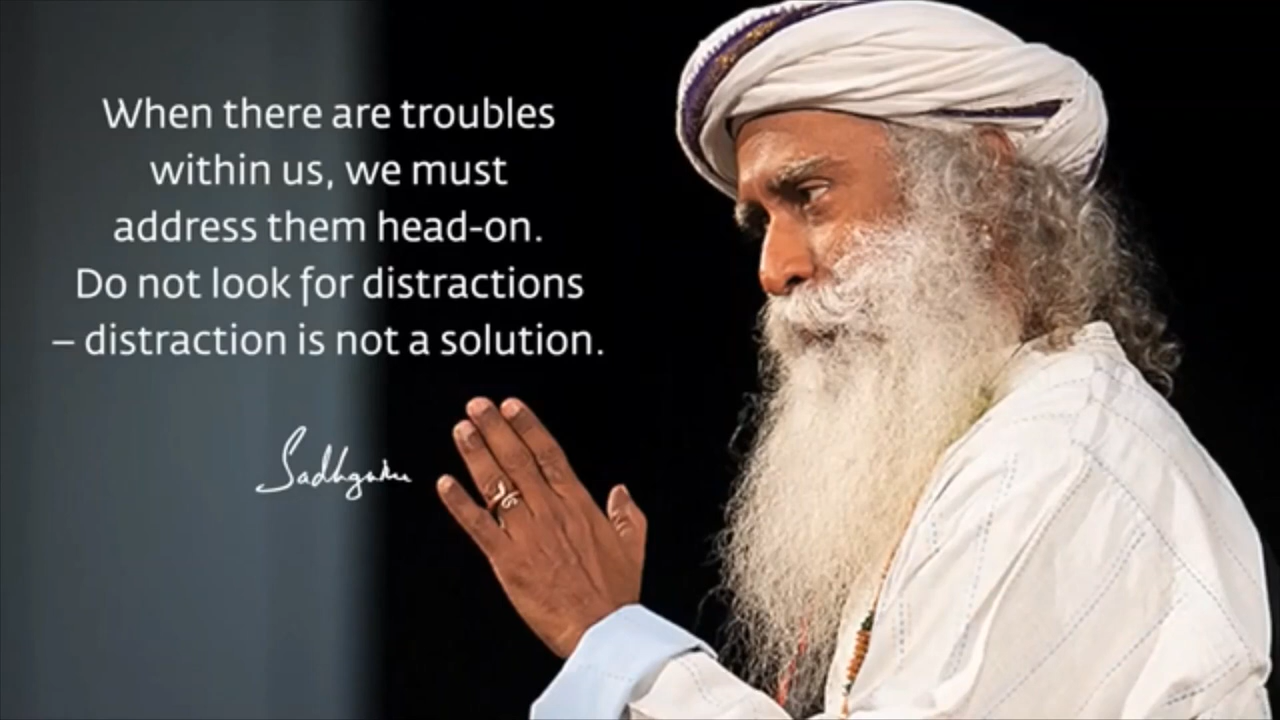 When there are troubles
within us, we must
address them head-on.
Do not look for distractions
– distraction is not a solution.
Sadhguru